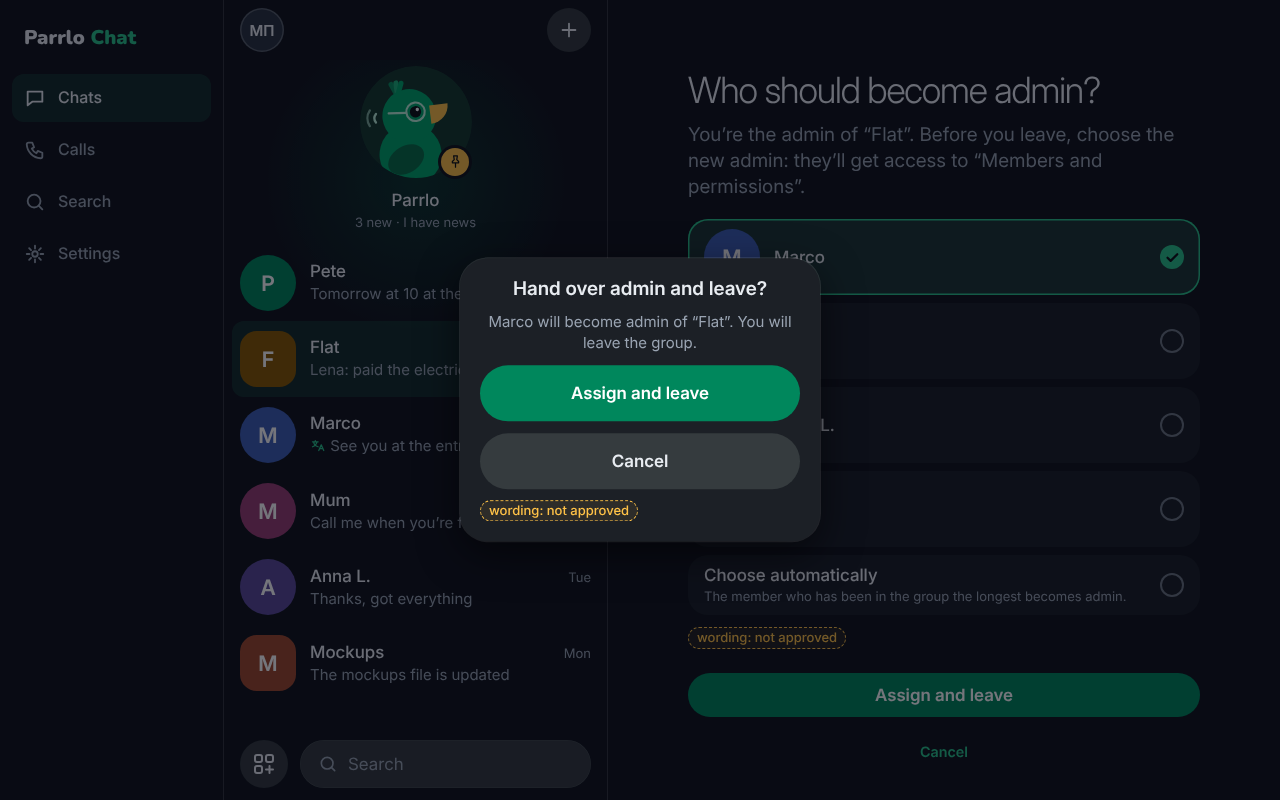 Parrlo Chat
Chats
Calls
Search
Settings
МП
Parrlo
3 new · I have news
P
Pete
Tomorrow at 10 at the
F
Flat
Lena: paid the electri
M
Marco
See you at the ent
M
Mum
Call me when you're f
A
Anna L.
Tue
Thanks, got everything
M
Mockups
Mon
The mockups file is updated
Search
Who should become admin?
You’re the admin of “Flat”. Before you leave, choose the
new admin: they’ll get access to “Members and
permissions”.
M
Marco
L.
Choose automatically
The member who has been in the group the longest becomes admin.
wording: not approved
Assign and leave
Cancel
Hand over admin and leave?
Marco will become admin of “Flat”. You will
leave the group.
Assign and leave
Cancel
wording: not approved